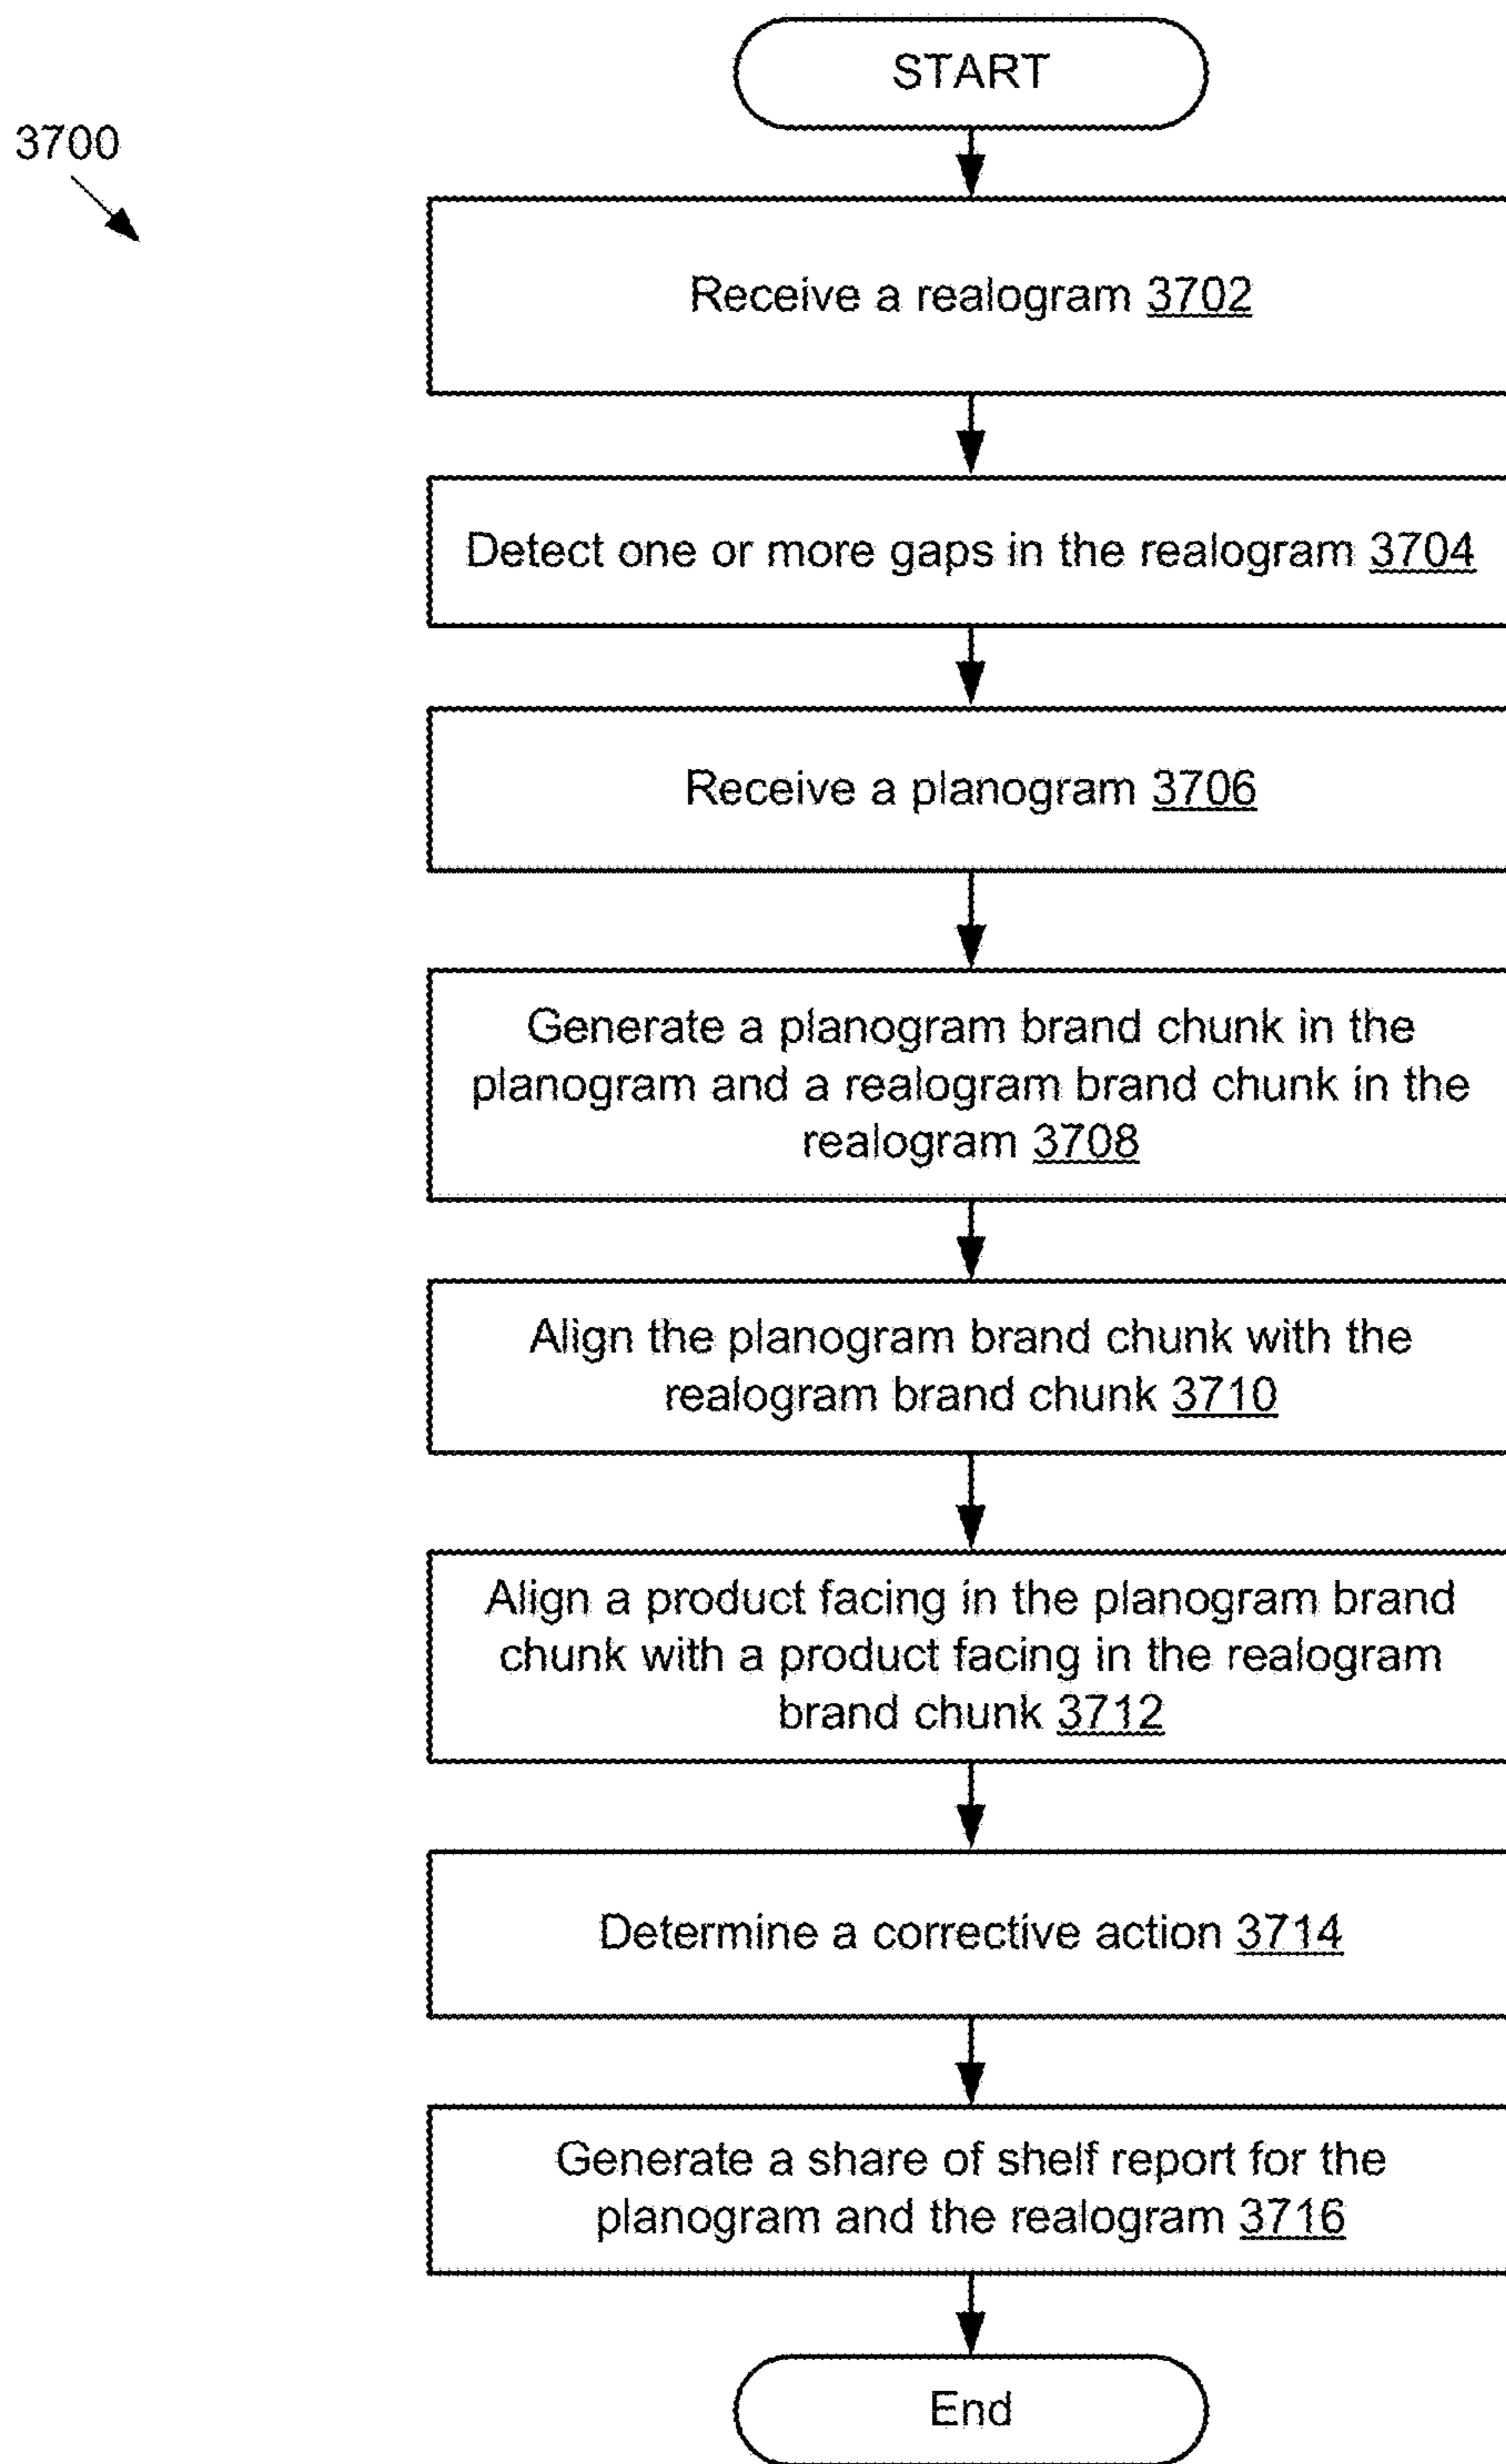 START
3700
Receive a realogram 3702
Detect one or more gaps in the realogram 3704
Receive a planogram 3706
Generate a planogram brand chunk in the
planogram and a realogram brand chunk in the
realogram 3708
Align the planogram brand chunk with the
realogram brand chunk 3710
Align a product facing in the planogram brand
chunk with a product facing in the realogram
brand chunk 3712
Determine a corrective action 3714
Generate a share of shelf report for the
planogram and the realogram 3716
End